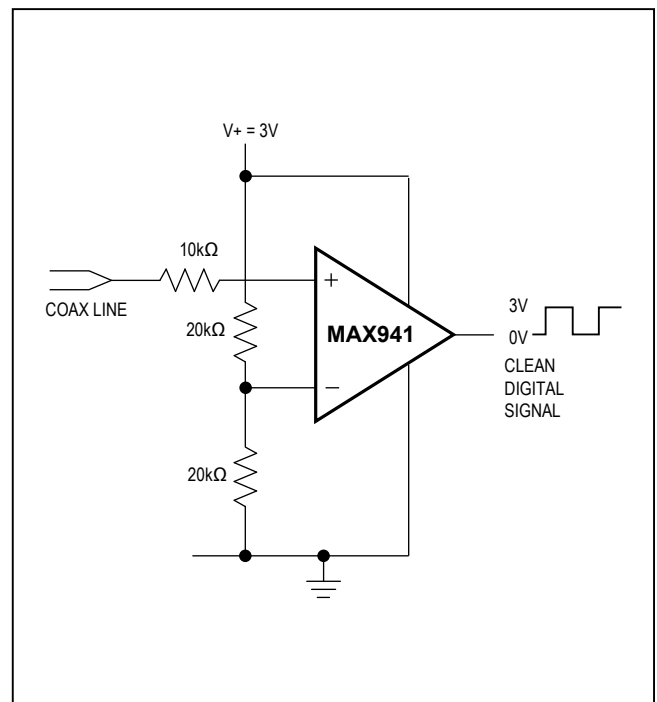 V+ = 3V
10kΩ
COAX LINE
+
20kΩ
MAX941
−
3V
0V
CLEAN
DIGITAL
SIGNAL
20kΩ